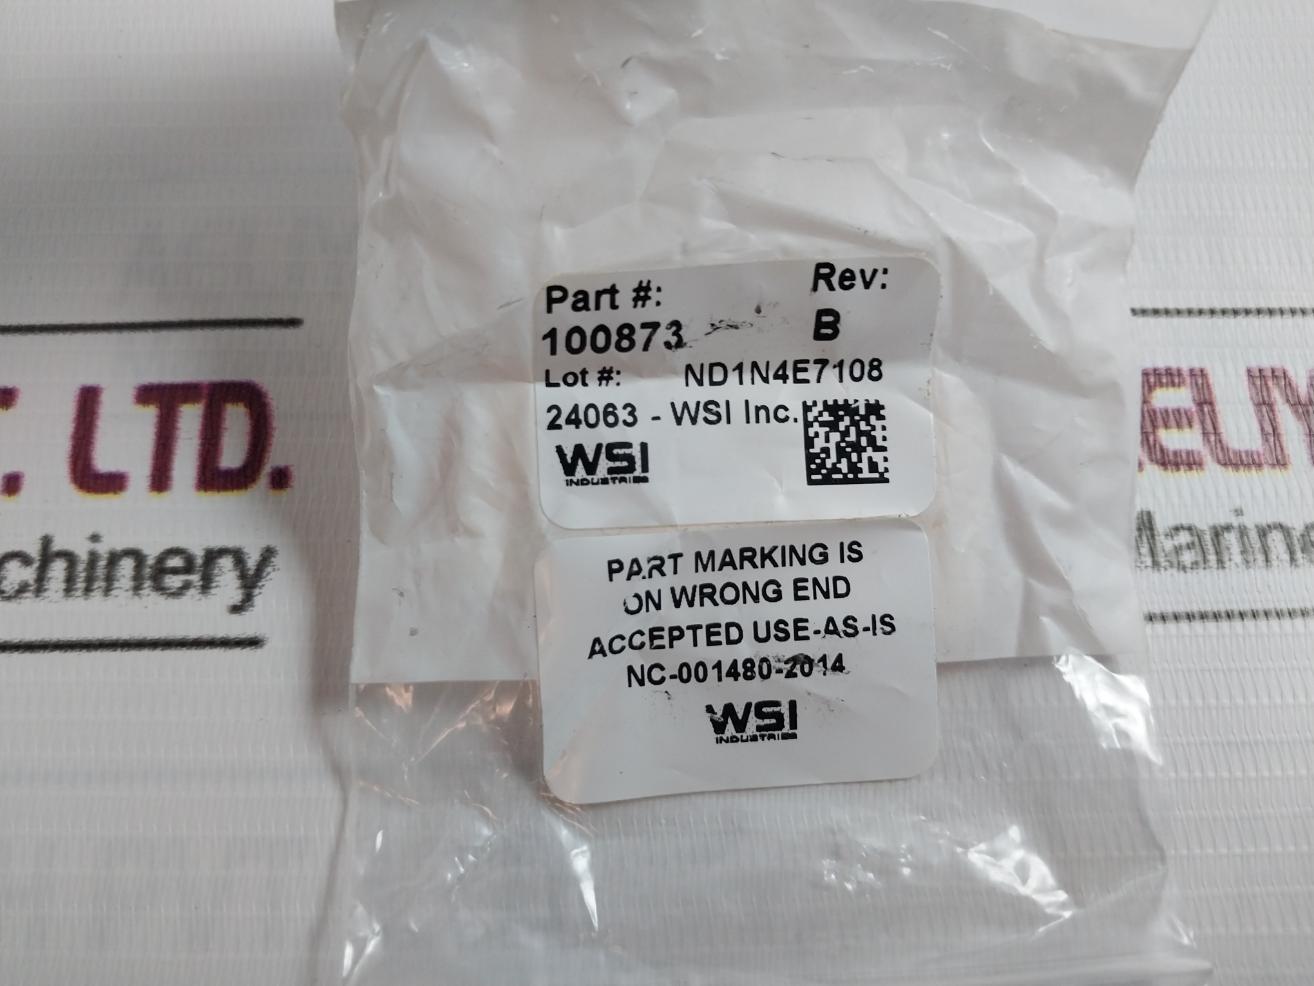 Part #: Rev:
100873 B
Lot #: ND1N4E7108
24063 - WSI Inc.
WSI
INDUSTRIES
PART MARKING IS
ON WRONG END
ACCEPTED USE-AS-IS
NC-001480-2014
WSI
INDUSTRIES
. LTD.
chinery
ELIY
Marine